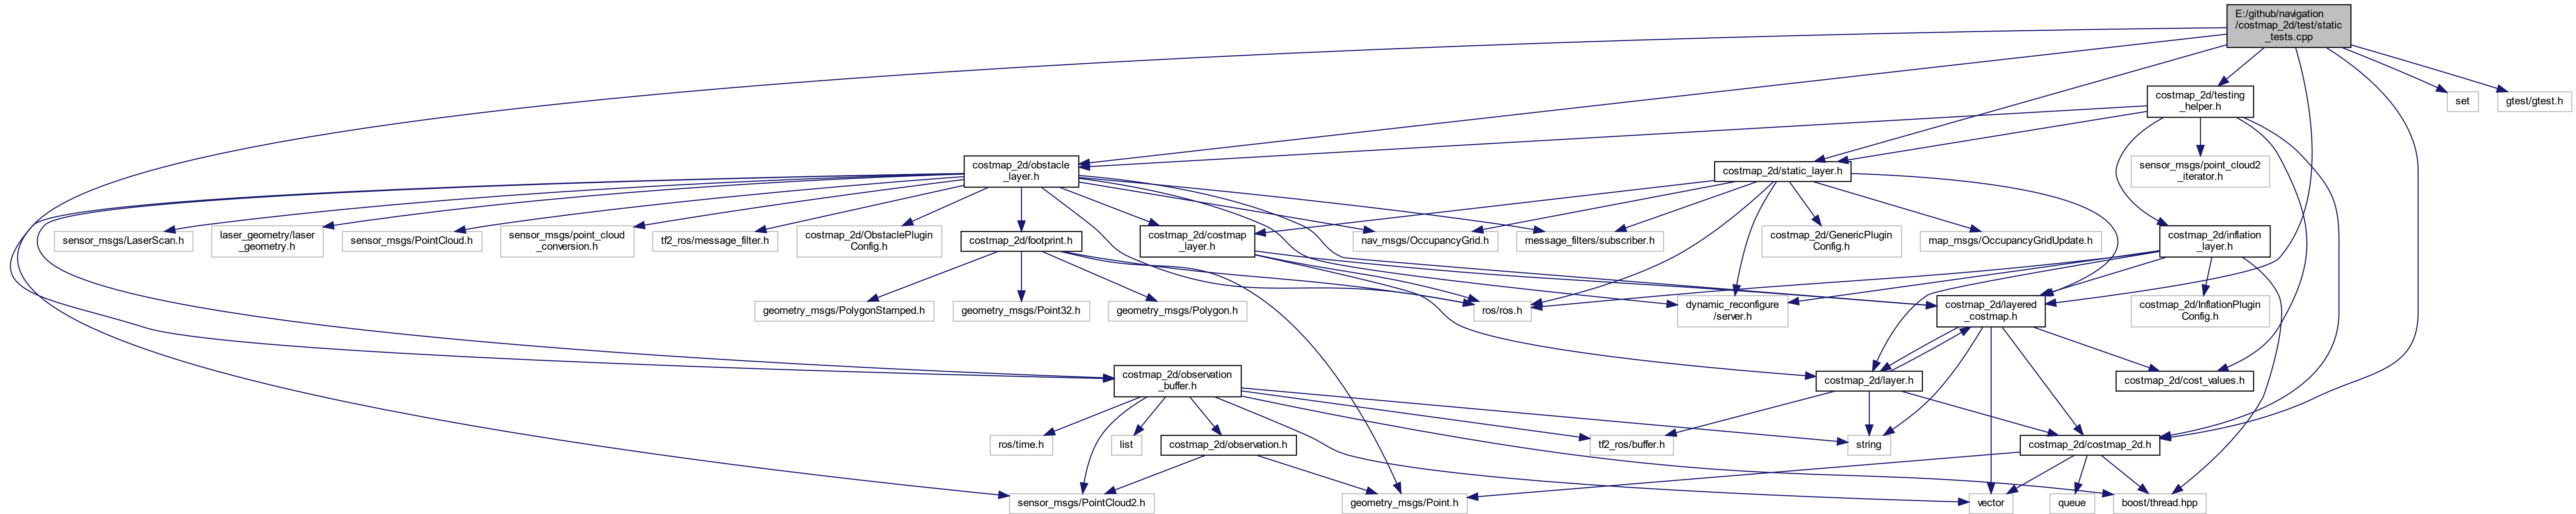 E:/github/navigation
/costmap_2d/test/static
_tests.cpp
costmap_2d/testing
_helper.h
set
gtest/gtest.h
costmap_2d/obstacle
_layer.h
costmap_2d/static_layer.h
sensor_msgs/point_cloud2
_iterator.h
sensor_msgs/LaserScan.h
laser_geometry/laser
_geometry.h
sensor_msgs/PointCloud.h
sensor_msgs/point_cloud
_conversion.h
tf2_ros/message_filter.h
costmap_2d/ObstaclePlugin
Config.h
costmap_2d/footprint.h
costmap_2d/costmap
_layer.h
nav_msgs/OccupancyGrid.h
message_filters/subscriber.h
costmap_2d/GenericPlugin
Config.h
map_msgs/OccupancyGridUpdate.h
costmap_2d/inflation
_layer.h
geometry_msgs/PolygonStamped.h
geometry_msgs/Point32.h
geometry_msgs/Polygon.h
ros/ros.h
dynamic_reconfigure
/server.h
costmap_2d/layered
_costmap.h
costmap_2d/InflationPlugin
Config.h
costmap_2d/observation
_buffer.h
costmap_2d/layer.h
costmap_2d/cost_values.h
ros/time.h
list
costmap_2d/observation.h
tf2_ros/buffer.h
string
costmap_2d/costmap_2d.h
sensor_msgs/PointCloud2.h
geometry_msgs/Point.h
vector
queue
boost/thread.hpp